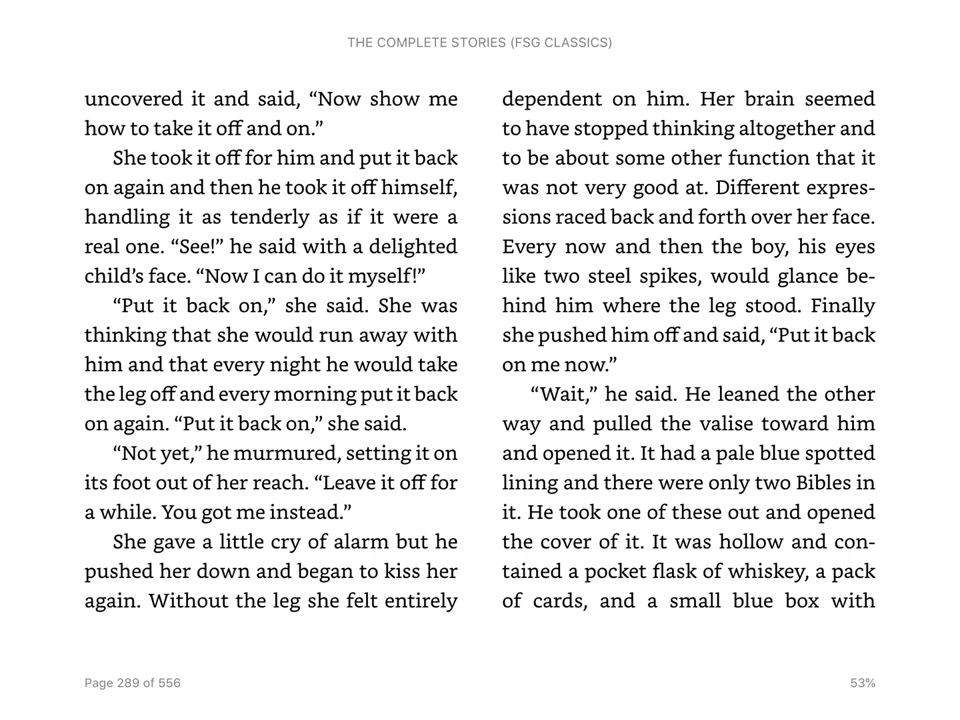 THE COMPLETE STORIES (FSG CLASSICS)
uncovered it and said, “Now show me
how to take it off and on.”
She took it off for him and put it back
on again and then he took it off himself,
handling it as tenderly as if it were a
real one. “See!” he said with a delighted
child’s face. “Now I can do it myself!”
“Put it back on,” she said. She was
thinking that she would run away with
him and that every night he would take
the leg off and every morning put it back
on again. “Put it back on,” she said.
“Not yet,” he murmured, setting it on
its foot out of her reach. “Leave it off for
a while. You got me instead.”
She gave a little cry of alarm but he
pushed her down and began to kiss her
again. Without the leg she felt entirely
dependent on him. Her brain seemed
to have stopped thinking altogether and
to be about some other function that it
was not very good at. Different expres-
sions raced back and forth over her face.
Every now and then the boy, his eyes
like two steel spikes, would glance be-
hind him where the leg stood. Finally
she pushed him off and said, “Put it back
on me now.”
“Wait,” he said. He leaned the other
way and pulled the valise toward him
and opened it. It had a pale blue spotted
lining and there were only two Bibles in
it. He took one of these out and opened
the cover of it. It was hollow and con-
tained a pocket flask of whiskey, a pack
of cards, and a small blue box with
Page 289 of 556
53%